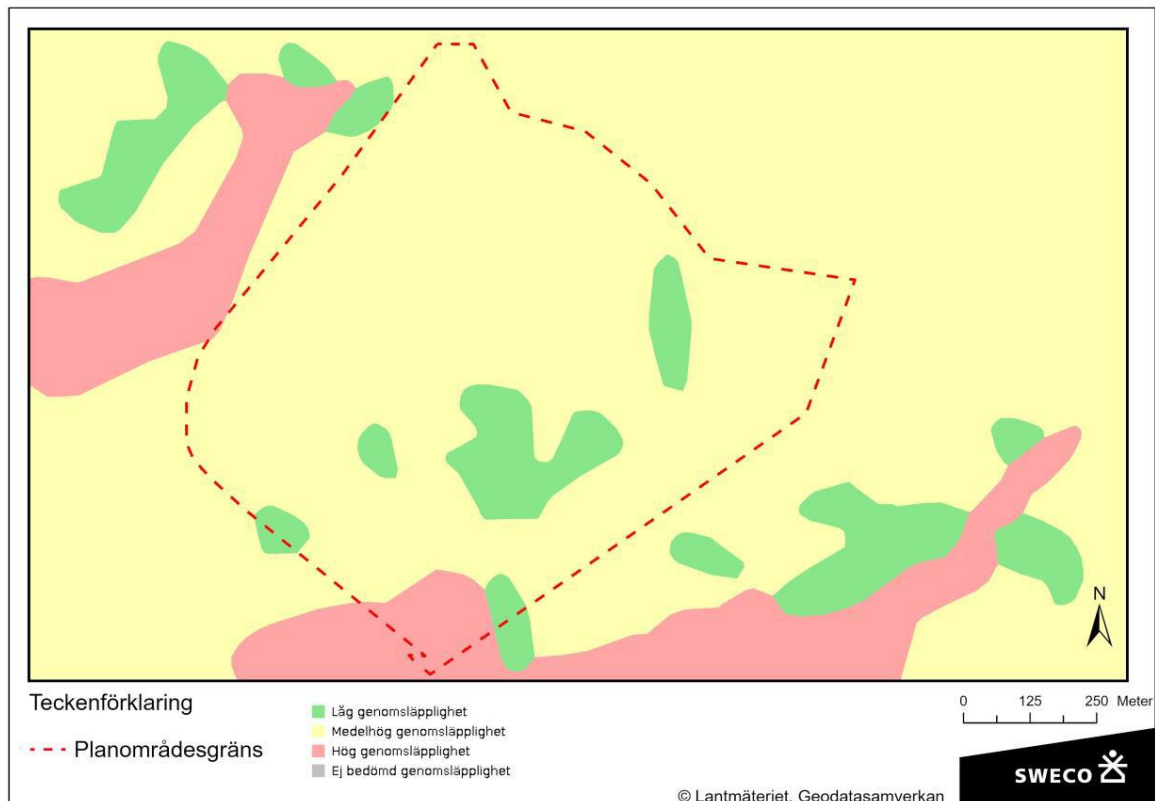 N
Teckenförklaring
Planområdesgräns
Låg genomsläpplighet
Medelhög genomsläpplighet
Hög genomsläpplighet
Ej bedömd genomsläpplighet
0 125 250 Meter
SWECO
© Lantmäteriet, Geodatasamverkan